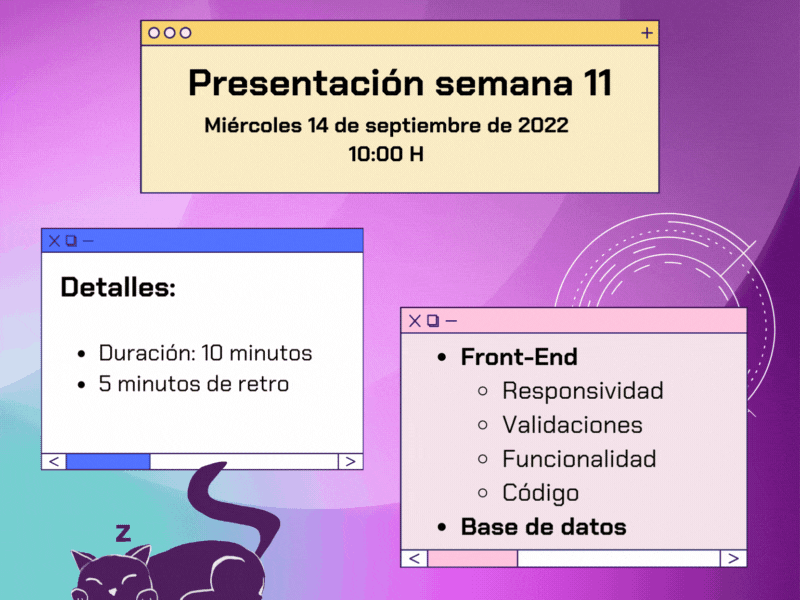 Presentación semana 11
Miércoles 14 de septiembre de 2022
10:00 H
Detalles:
• Duración: 10 minutos
• 5 minutos de retro
• Front-End
○ Responsividad
○ Validaciones
○ Funcionalidad
○ Código
• Base de datos
z